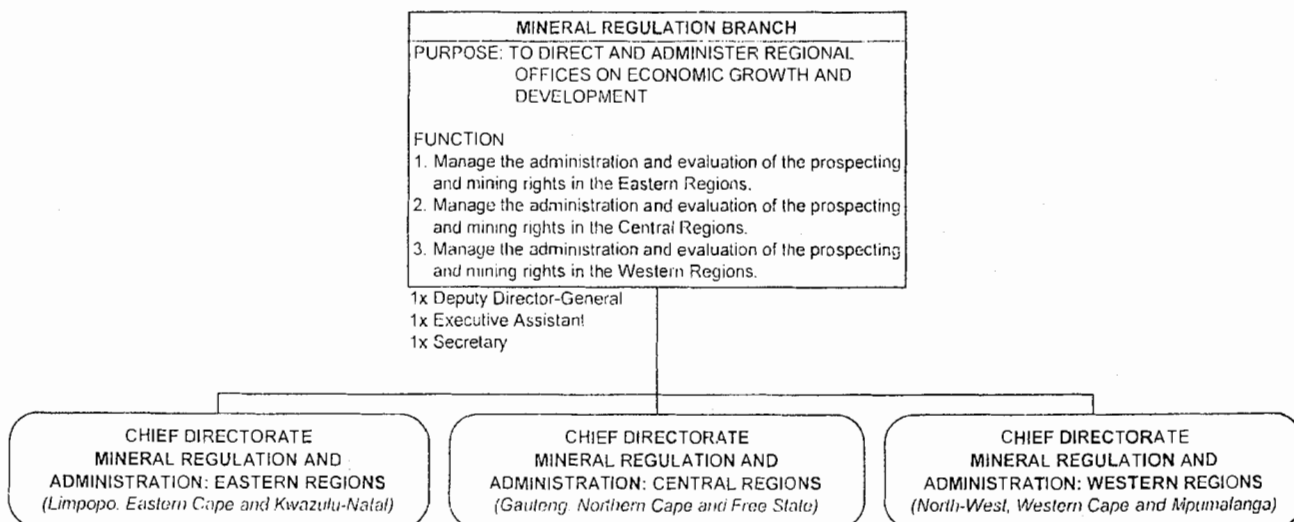 MINERAL REGULATION BRANCH
PURPOSE: TO DIRECT AND ADMINISTER REGIONAL
OFFICES ON ECONOMIC GROWTH AND
DEVELOPMENT
FUNCTION
1. Manage the administration and evaluation of the prospecting
and mining rights in the Eastern Regions.
2. Manage the administration and evaluation of the prospecting
and mining rights in the Central Regions.
3. Manage the administration and evaluation of the prospecting
and mining rights in the Western Regions.
1x Deputy Director-General
1x Executive Assistant
1x Secretary
CHIEF DIRECTORATE
MINERAL REGULATION AND
ADMINISTRATION: EASTERN REGIONS
(Limpopo, Eastern Cape and Kwazulu-Natal)
CHIEF DIRECTORATE
MINERAL REGULATION AND
ADMINISTRATION: CENTRAL REGIONS
(Gauteng, Northern Cape and Free State)
CHIEF DIRECTORATE
MINERAL REGULATION AND
ADMINISTRATION: WESTERN REGIONS
(North-West, Western Cape and Mpumalanga)